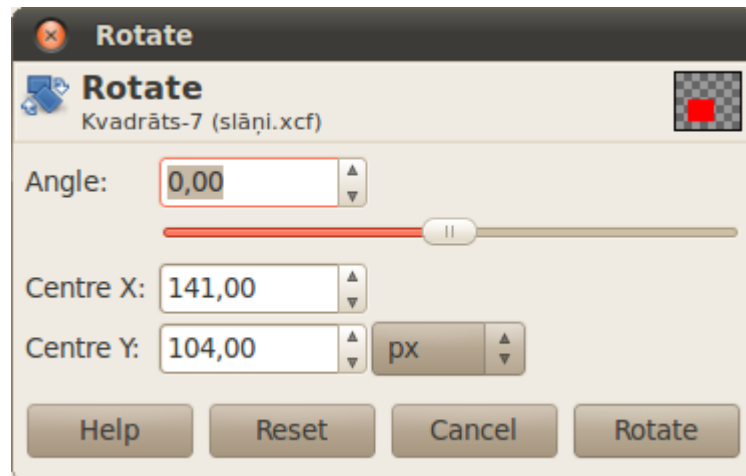 Rotate
Rotate
Kvadrāts-7 (slāņi.xcf)
Angle: 0,00
Centre X: 141,00
Centre Y: 104,00 px
Help Reset Cancel Rotate